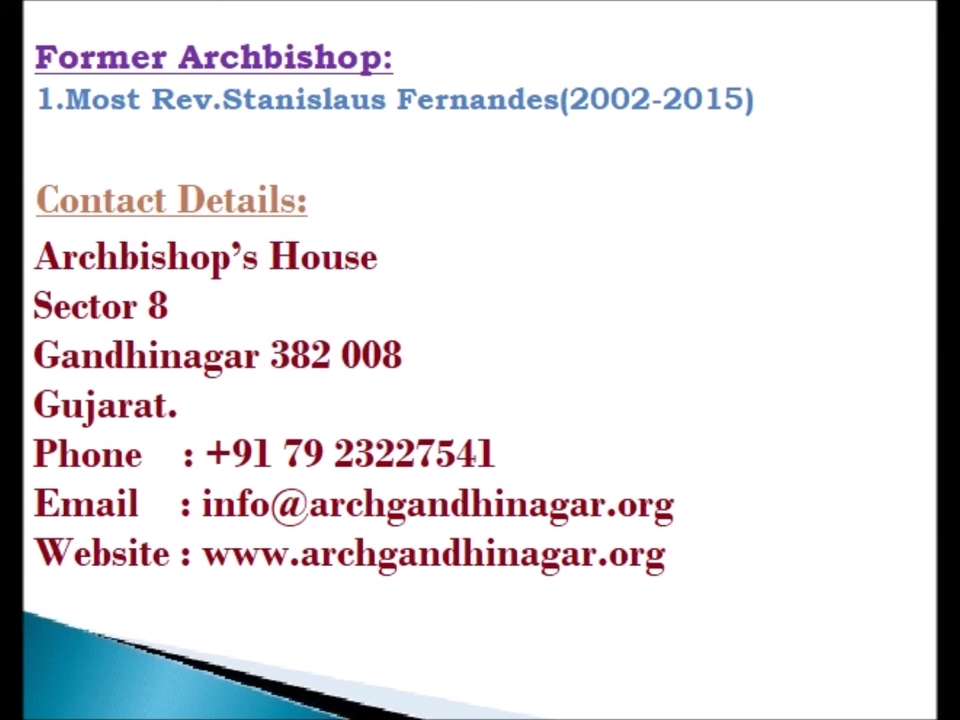 Former Archbishop:
1.Most Rev.Stanislaus Fernandes(2002-2015)
Contact Details:
Archbishop’s House
Sector 8
Gandhinagar 382 008
Gujarat.
Phone : +91 79 23227541
Email : info@archgandhinagar.org
Website : www.archgandhinagar.org